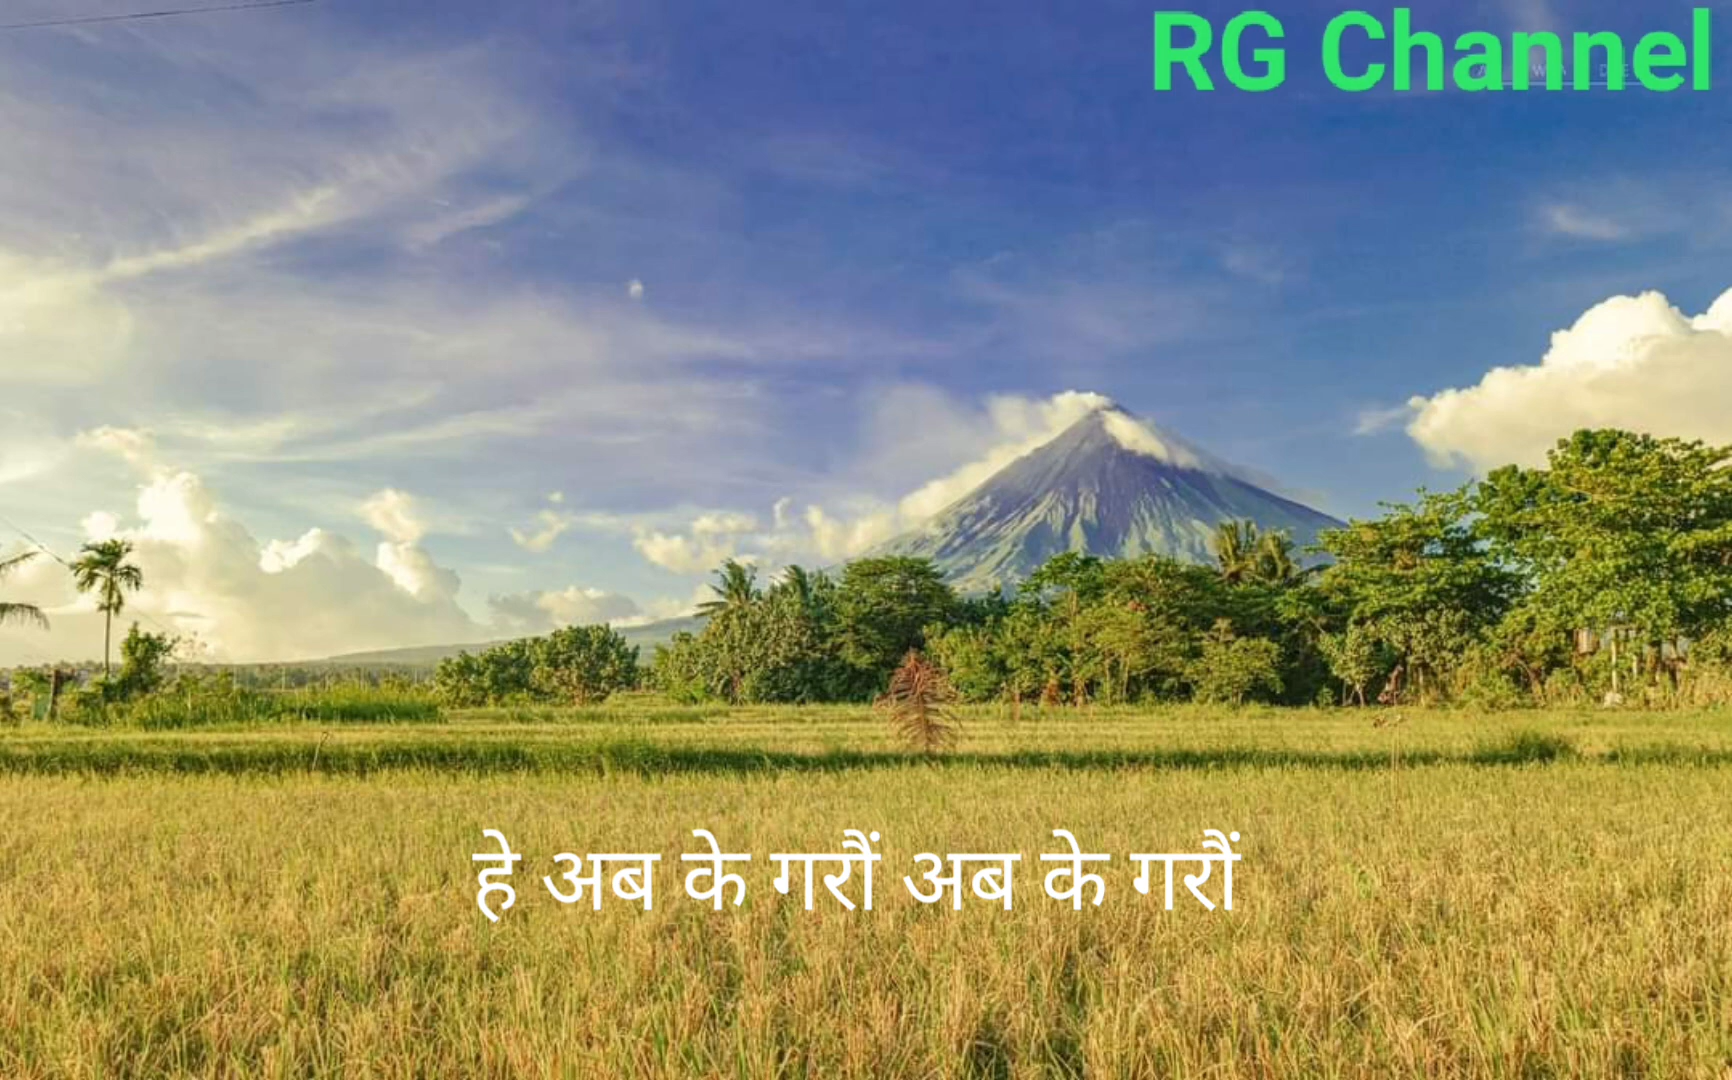 RG Channel
हे अब के गरौं अब के गरौं